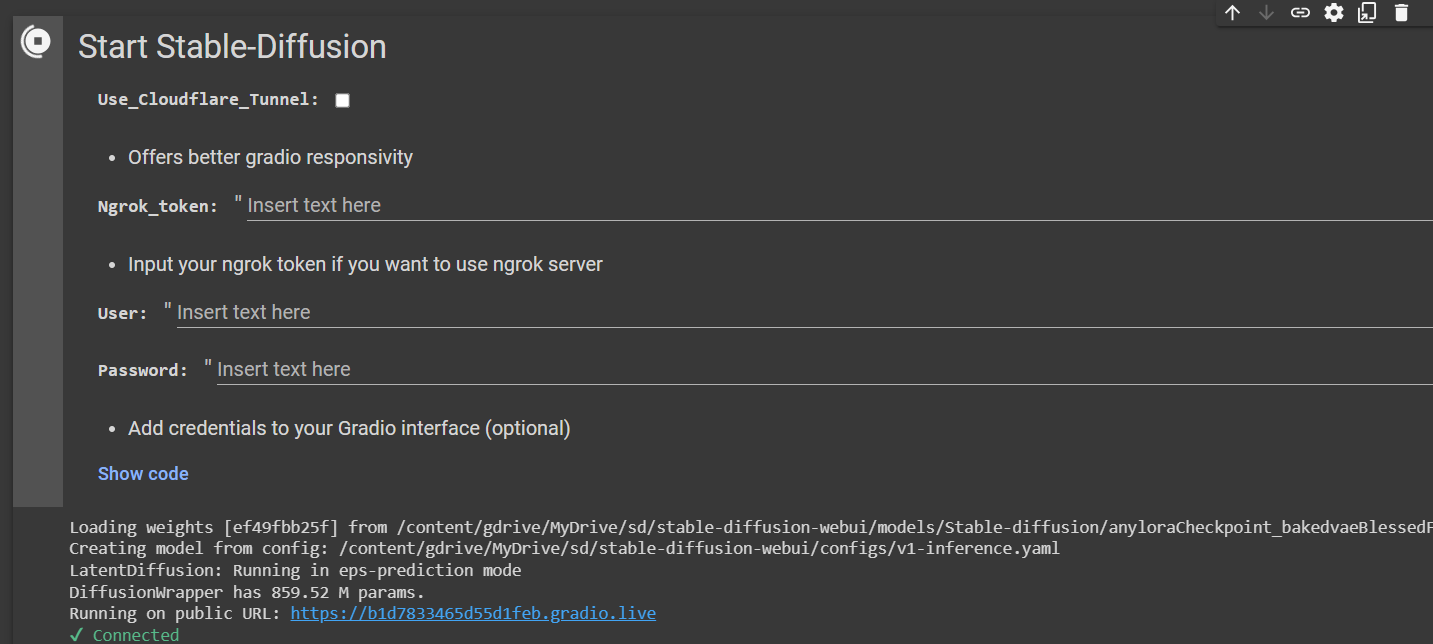 Start Stable-Diffusion
Use_Cloudflare_Tunnel:
• Offers better gradio responsivity
Ngrok_token: " Insert text here
• Input your ngrok token if you want to use ngrok server
User: " Insert text here
Password: " Insert text here
• Add credentials to your Gradio interface (optional)
Show code
Loading weights [ef49fbb25f] from /content/gdrive/MyDrive/sd/stable-diffusion-webui/models/Stable-diffusion/anyloraCheckpoint_bakedvaeBlessedF
Creating model from config: /content/gdrive/MyDrive/sd/stable-diffusion-webui/configs/v1-inference.yaml
LatentDiffusion: Running in eps-prediction mode
DiffusionWrapper has 859.52 M params.
Running on public URL: https://b1d7833465d55d1feb.gradio.live
✓ Connected